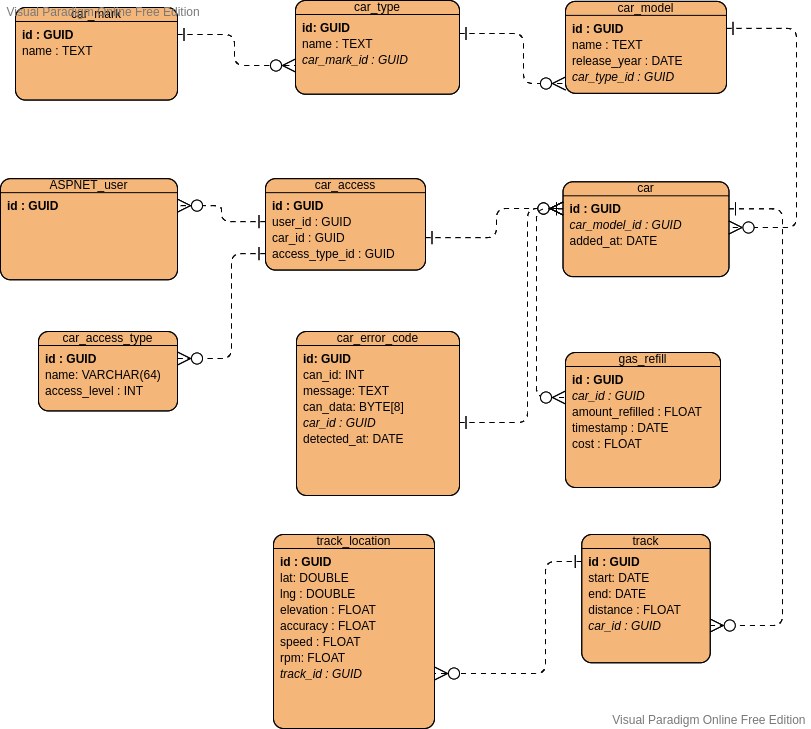 Visual Paradigm Online Free Edition
car_mark
id : GUID
name : TEXT
car_type
id: GUID
name : TEXT
car_mark_id : GUID
car_model
id : GUID
name : TEXT
release_year : DATE
car_type_id : GUID
ASPNET_user
id : GUID
car_access
id : GUID
user_id : GUID
car_id : GUID
access_type_id : GUID
car
id : GUID
car_model_id : GUID
added_at: DATE
car_access_type
id : GUID
name: VARCHAR(64)
access_level : INT
car_error_code
id: GUID
can_id: INT
message: TEXT
can_data: BYTE[8]
car_id : GUID
detected_at: DATE
gas_refill
id : GUID
car_id : GUID
amount_refilled : FLOAT
timestamp : DATE
cost : FLOAT
track_location
id : GUID
lat: DOUBLE
lng : DOUBLE
elevation : FLOAT
accuracy : FLOAT
speed : FLOAT
rpm: FLOAT
track_id : GUID
track
id : GUID
start: DATE
end: DATE
distance : FLOAT
car_id : GUID
Visual Paradigm Online Free Edition